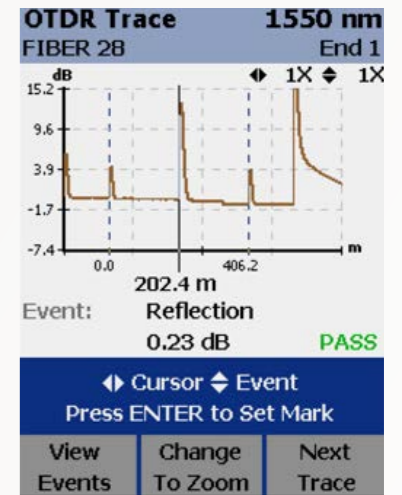 OTDR Trace 1550 nm
FIBER 28 End 1
dB 1X 1X
15.2
9.6
3.9
-1.7
-7.4 m
0.0 406.2
202.4 m
Event: Reflection
0.23 dB PASS
Cursor Event
Press ENTER to Set Mark
View Change Next
Events To Zoom Trace